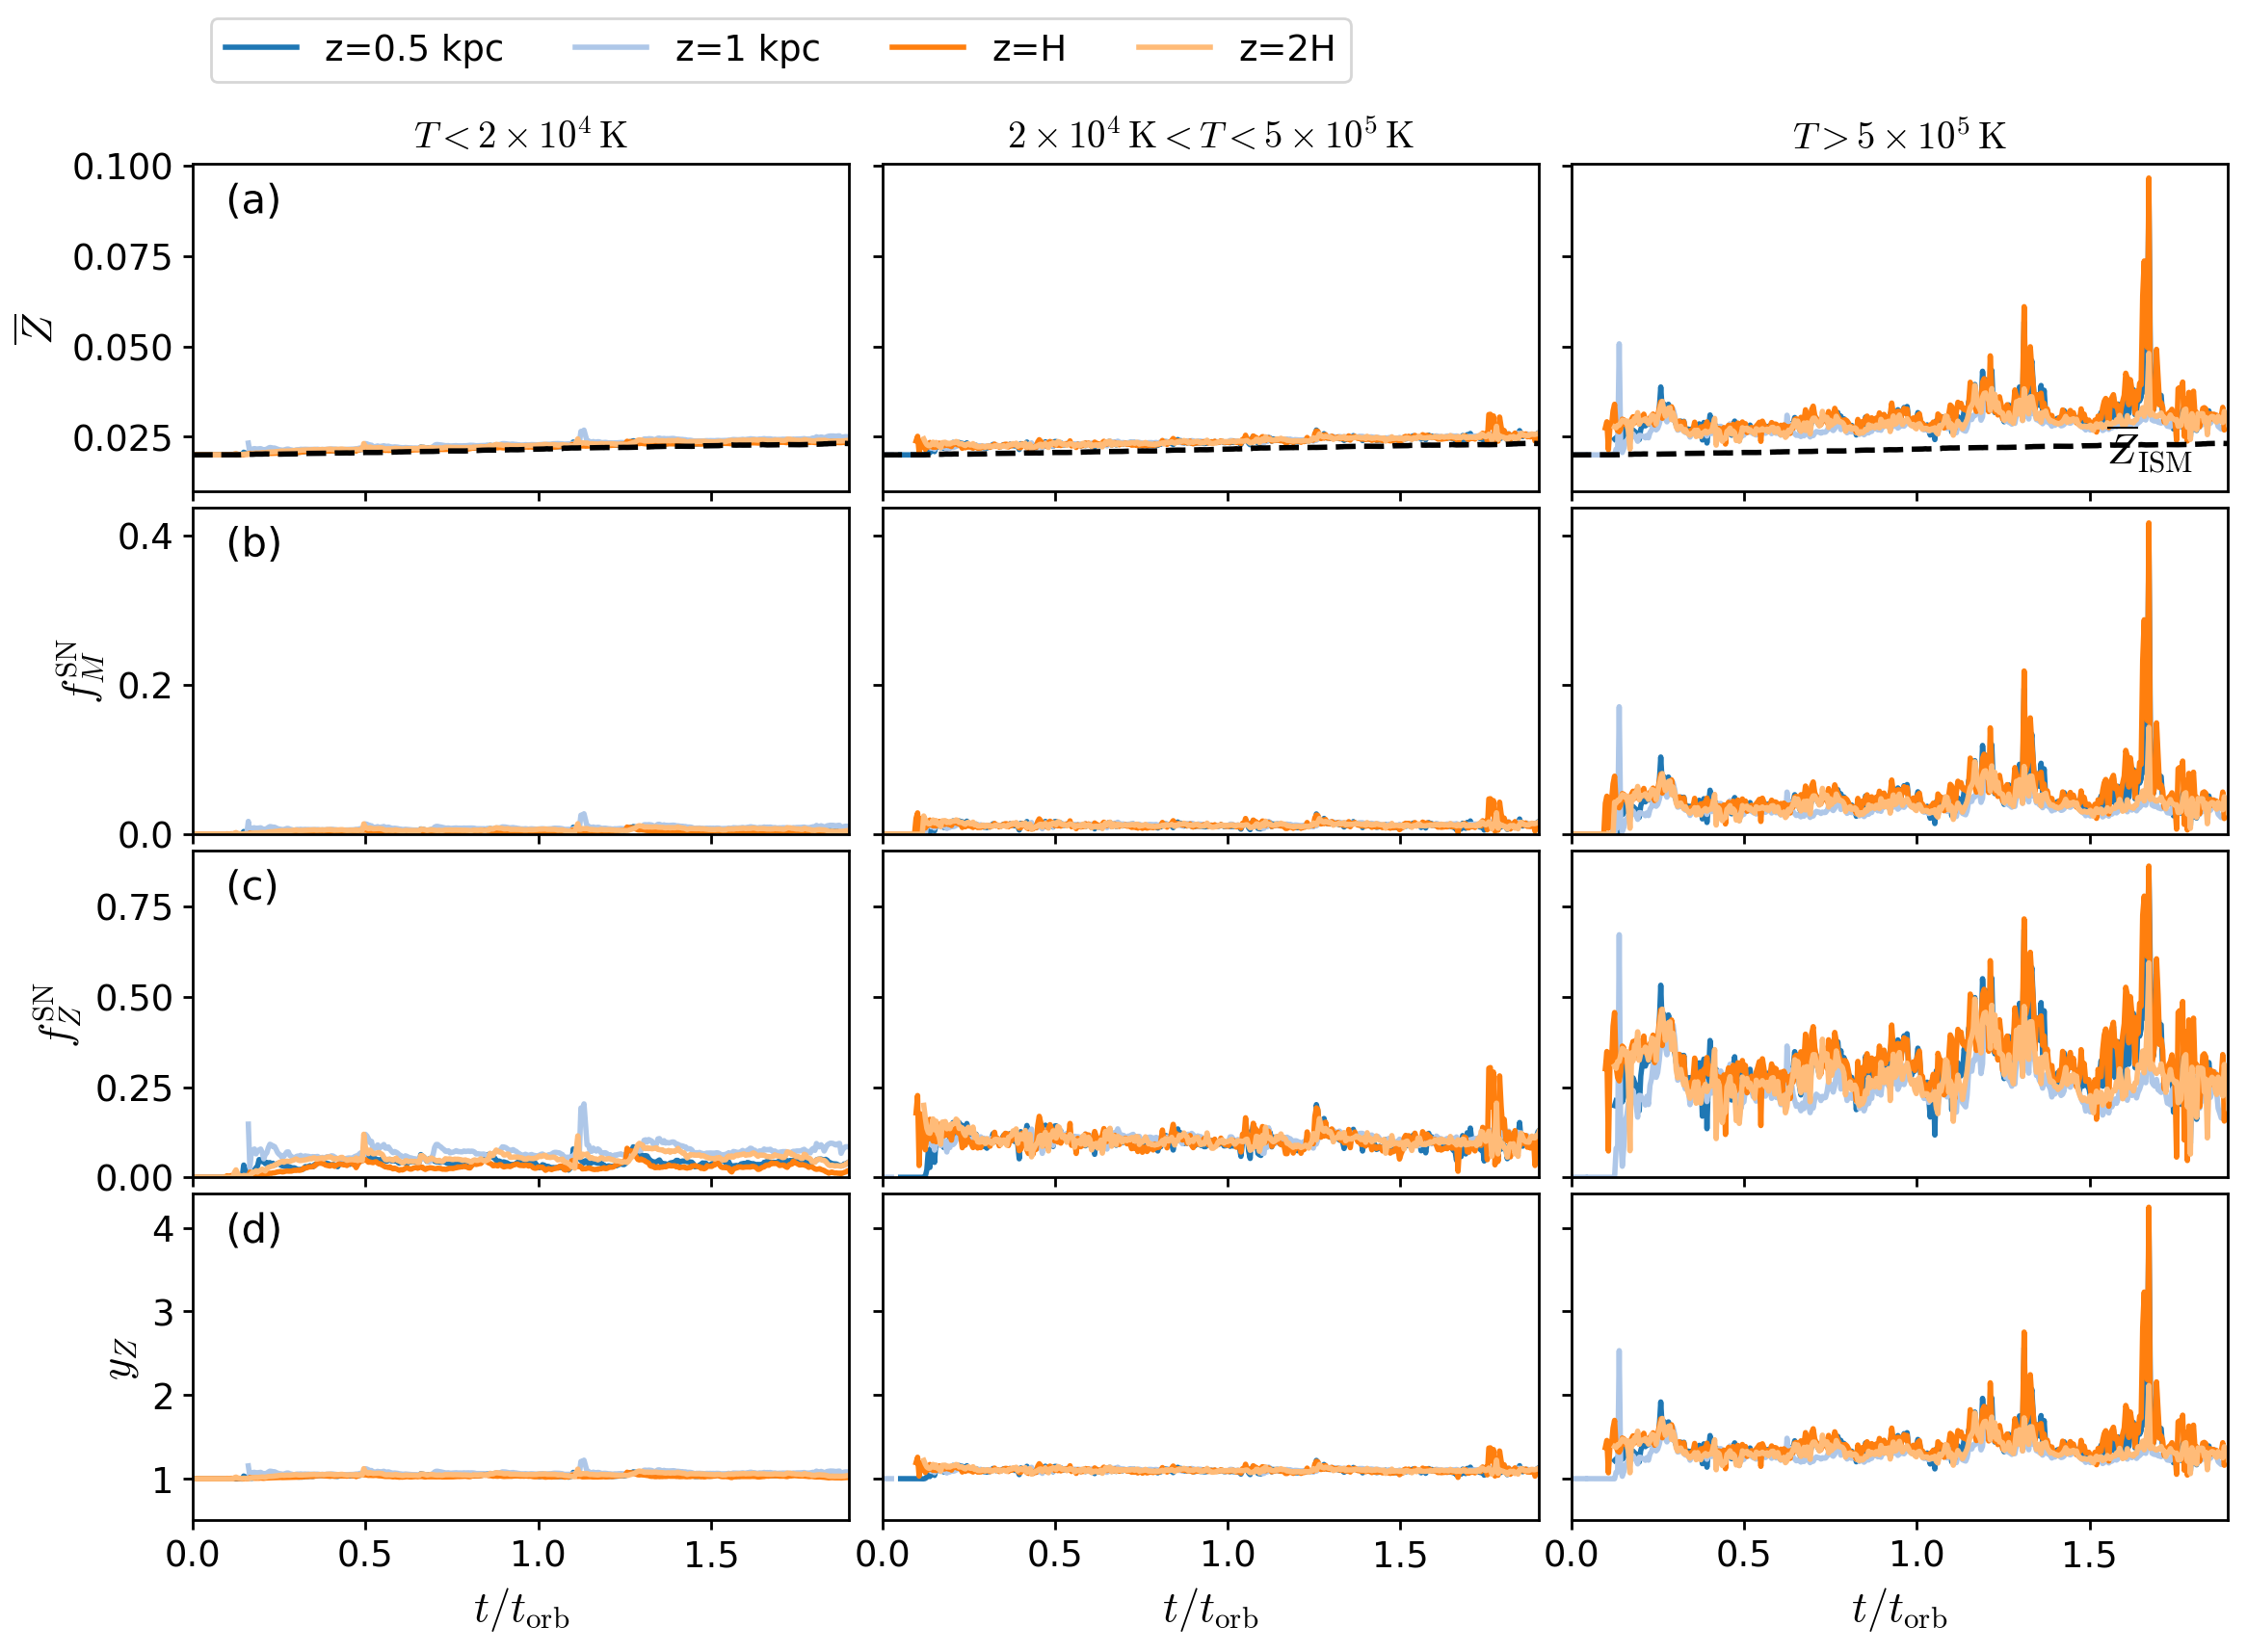 z=0.5 kpc z=1 kpc z=H z=2H
T < 2 × 10⁴ K 2 × 10⁴ K < T < 5 × 10⁵ K T > 5 × 10⁵ K
(a)
0.100
0.075
0.050
0.025
Z̅
Z̅_ISM
(b)
0.4
0.2
0.0
f_M^SN
(c)
0.75
0.50
0.25
0.00
f_Z^SN
(d)
4
3
2
1
y_Z
0.0 0.5 1.0 1.5 0.0 0.5 1.0 1.5 0.0 0.5 1.0 1.5
t/t_orb t/t_orb t/t_orb